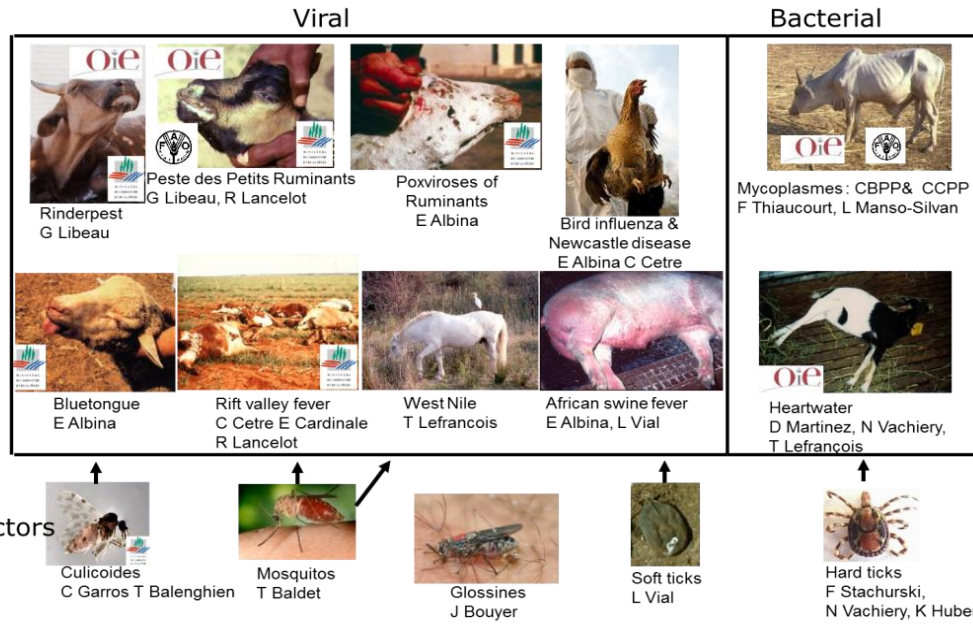 Viral
Bacterial
OiE
OiE
FAO
OiE
FAO
Rinderpest
G Libeau
Peste des Petits Ruminants
G Libeau, R Lancelot
Poxviroses of
Ruminants
E Albina
Bird influenza &
Newcastle disease
E Albina C Cetre
Mycoplasmes : CBPP& CCPP
F Thiaucourt, L Manso-Silvan
OiE
Bluetongue
E Albina
Rift valley fever
C Cetre E Cardinale
R Lancelot
West Nile
T Lefrancois
African swine fever
E Albina, L Vial
Heartwater
D Martinez, N Vachiery,
T Lefrançois
ctors
Culicoides
C Garros T Balenghien
Mosquitos
T Baldet
Glossines
J Bouyer
Soft ticks
L Vial
Hard ticks
F Stachurski,
N Vachiery, K Huber